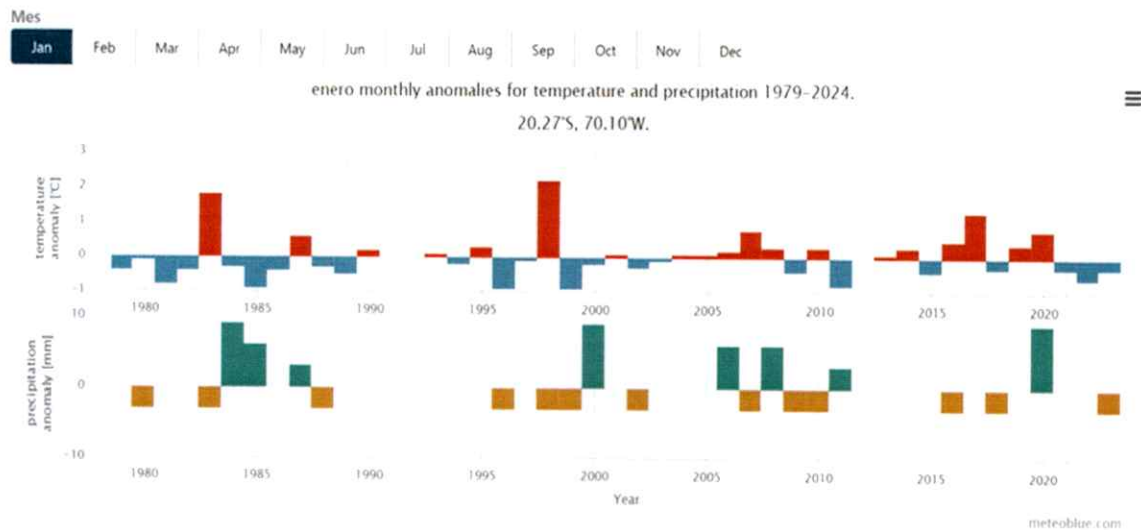 Mes
Jan Feb Mar Apr May Jun Jul Aug Sep Oct Nov Dec
enero monthly anomalies for temperature and precipitation 1979-2024.
20.27°S, 70.10°W.
temperature
anomaly [°C]
3
2
1
0
-1
1980 1985 1990 1995 2000 2005 2010 2015 2020
precipitation
anomaly [mm]
10
0
-10
1980 1985 1990 1995 2000 2005 2010 2015 2020
Year
meteoblue.com